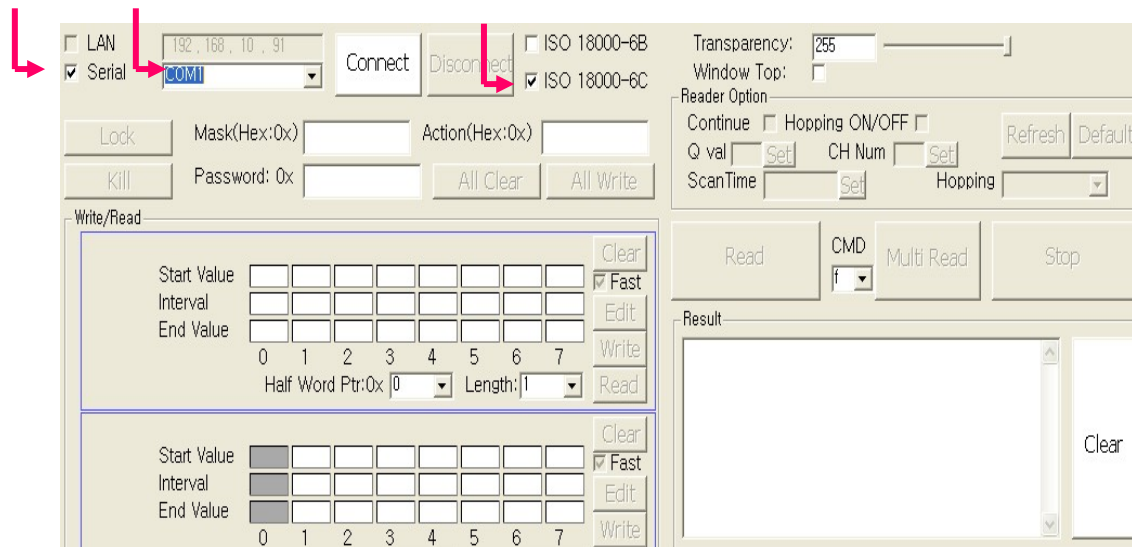 LAN
192 . 168 . 10 . 91
Serial
COM1
Connect
Disconnect
ISO 18000-6B
ISO 18000-6C
Lock
Mask(Hex:0x)
Action(Hex:0x)
Kill
Password: 0x
All Clear
All Write
Write/Read
Clear
Start Value
Fast
Interval
Edit
End Value
Write
0 1 2 3 4 5 6 7
Half Word Ptr:0x 0 Length: 1
Read
Clear
Start Value
Fast
Interval
Edit
End Value
Write
0 1 2 3 4 5 6 7
Transparency: 255
Window Top:
Reader Option
Continue Hopping ON/OFF
Refresh Default
Q val Set CH Num Set
ScanTime Set Hopping
Read
CMD
f
Multi Read
Stop
Result
Clear